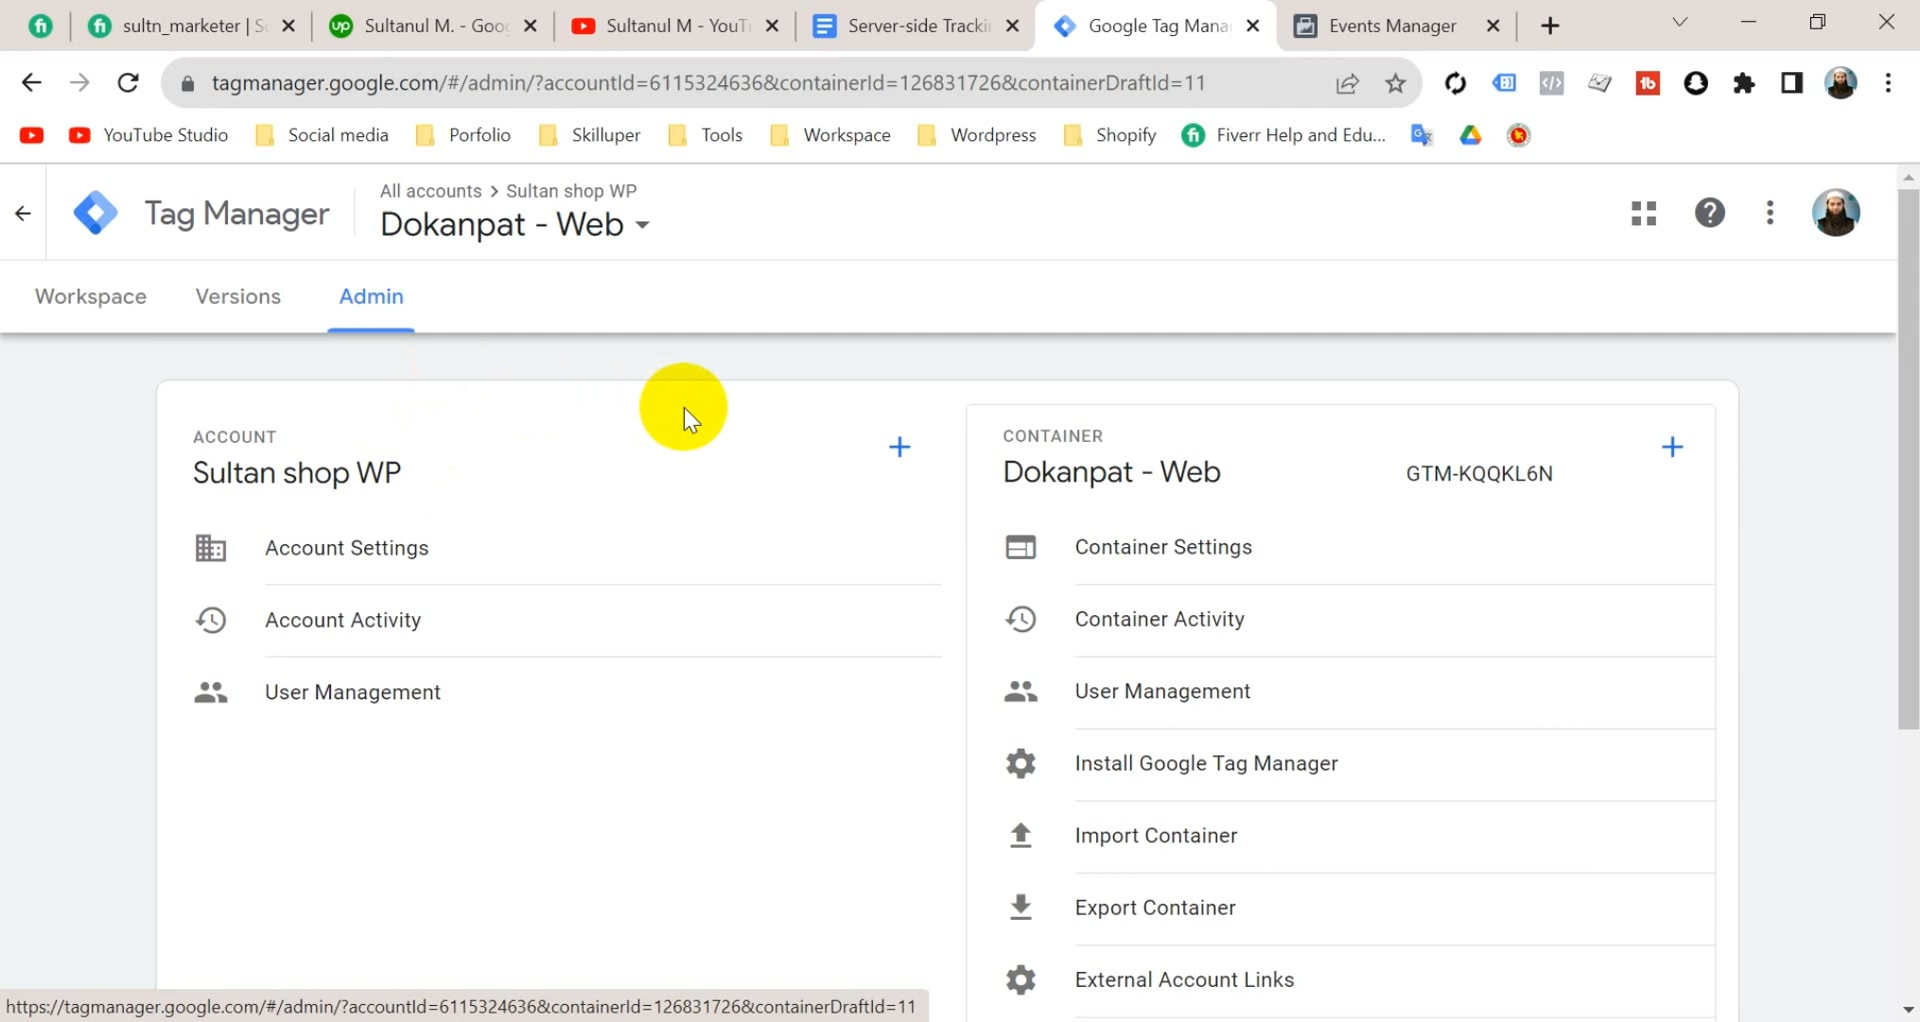 sultn_marketer | S
Sultanul M. - Goog
Sultanul M - YouT
Server-side Trackin
Google Tag Mana
Events Manager
tagmanager.google.com/#/admin/?accountId=6115324636&containerId=126831726&containerDraftId=11
YouTube Studio
Social media
Porfolio
Skilluper
Tools
Workspace
Wordpress
Shopify
Fiverr Help and Edu...
Tag Manager
All accounts > Sultan shop WP
Dokanpat - Web
Workspace
Versions
Admin
ACCOUNT
Sultan shop WP
Account Settings
Account Activity
User Management
CONTAINER
Dokanpat - Web GTM-KQQKL6N
Container Settings
Container Activity
User Management
Install Google Tag Manager
Import Container
Export Container
External Account Links
https://tagmanager.google.com/#/admin/?accountId=6115324636&containerId=126831726&containerDraftId=11